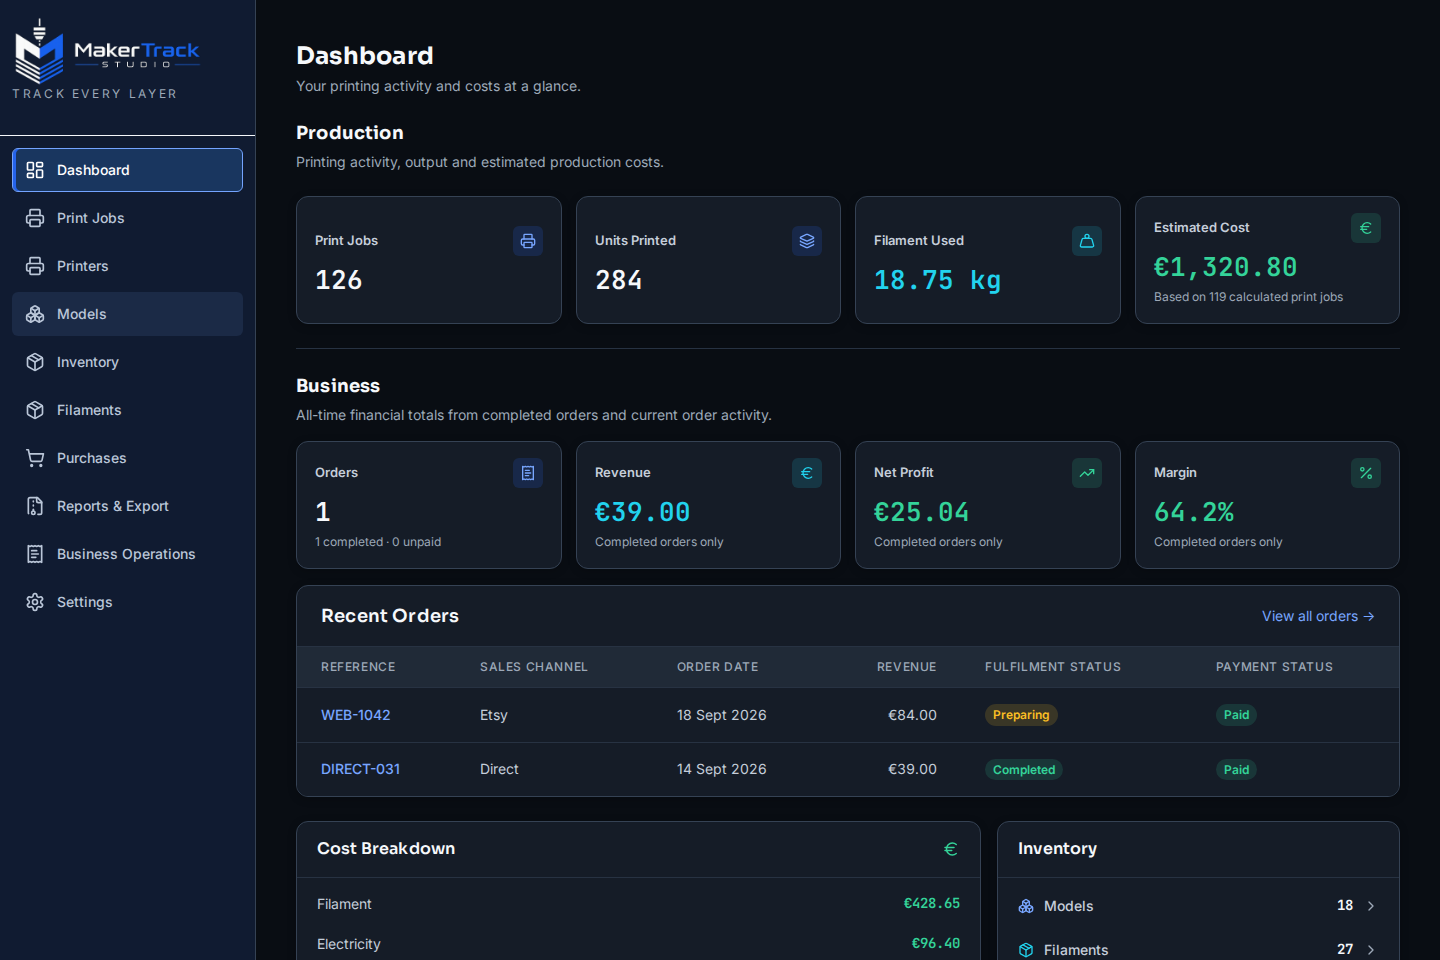 MakerTrack
STUDIO
TRACK EVERY LAYER
Dashboard
Print Jobs
Printers
Models
Inventory
Filaments
Purchases
Reports & Export
Business Operations
Settings
Dashboard
Your printing activity and costs at a glance.
Production
Printing activity, output and estimated production costs.
Print Jobs
126
Units Printed
284
Filament Used
18.75 kg
Estimated Cost
€1,320.80
Based on 119 calculated print jobs
Business
All-time financial totals from completed orders and current order activity.
Orders
1
1 completed · 0 unpaid
Revenue
€39.00
Completed orders only
Net Profit
€25.04
Completed orders only
Margin
64.2%
Completed orders only
Recent Orders
View all orders →
REFERENCE SALES CHANNEL ORDER DATE REVENUE FULFILMENT STATUS PAYMENT STATUS
WEB-1042 Etsy 18 Sept 2026 €84.00 Preparing Paid
DIRECT-031 Direct 14 Sept 2026 €39.00 Completed Paid
Cost Breakdown €
Filament €428.65
Electricity €96.40
Inventory
Models 18
Filaments 27